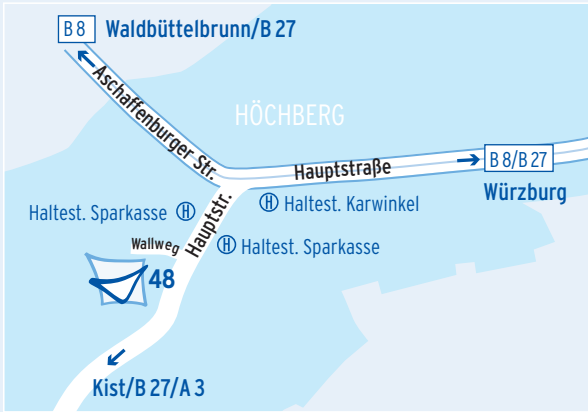 B 8 Waldbüttelbrunn/B 27
Aschaffenburger Str.
HÖCHBERG
Hauptstraße
B 8/B 27
Würzburg
Haltest. Sparkasse H
H Haltest. Karwinkel
Hauptstr.
Wallweg
H Haltest. Sparkasse
48
Kist/B 27/A 3